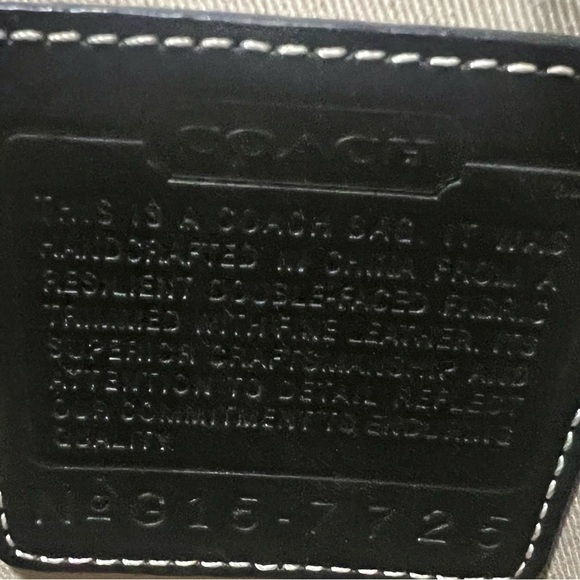 COACH
THIS IS A COACH BAG. IT WAS
HANDCRAFTED IN CHINA FROM A
RESILIENT DOUBLE-FACED FABRIC
TRIMMED WITH FINE LEATHER. ITS
SUPERIOR CRAFTSMANSHIP AND
ATTENTION TO DETAIL REFLECT
OUR COMMITMENT TO ENDURING
QUALITY.
Nº G15-7725